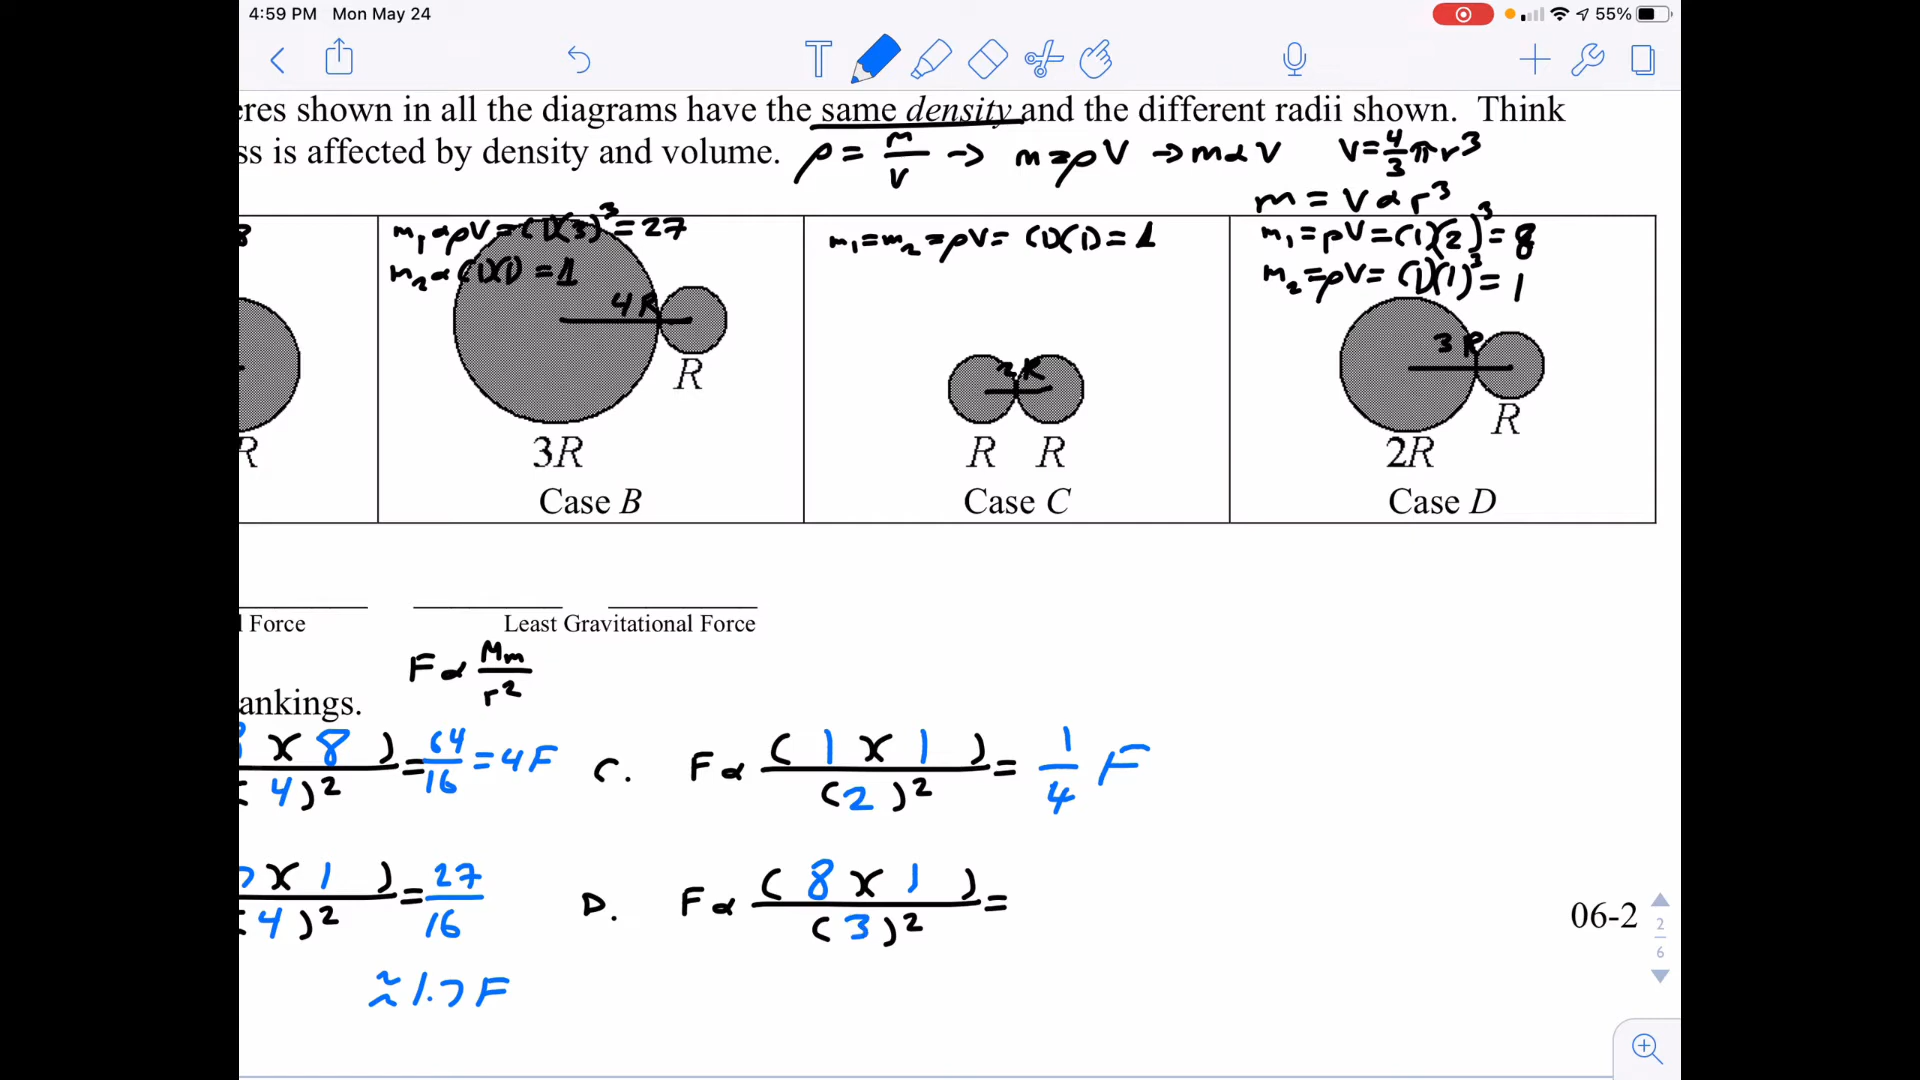 4:59 PM Mon May 24
55%
T
eres shown in all the diagrams have the same density and the different radii shown. Think
ss is affected by density and volume. ρ = m/v → m = ρV → m ∝ V V = 4/3 πr³
m = V ∝ r³
8
m₁ ∝ ρV = (1)(3)³ = 27
m₂ ∝ (1)(1) = 1
4R
R
3R
Case B
m₁ = m₂ = ρV = (1)(1) = 1
2R
R R
Case C
m₁ = ρV = (1)(2)³ = 8
m₂ = ρV = (1)(1)³ = 1
3R
R
2R
Case D
R
l Force
Least Gravitational Force
F ∝ Mm/r²
ankings.
)( 8 )/( 4 )² = 64/16 = 4F
C. F ∝ ( 1 )( 1 )/( 2 )² = 1/4 F
)( 1 )/( 4 )² = 27/16
≈ 1.7 F
D. F ∝ ( 8 )( 1 )/( 3 )² =
06-2
2
6